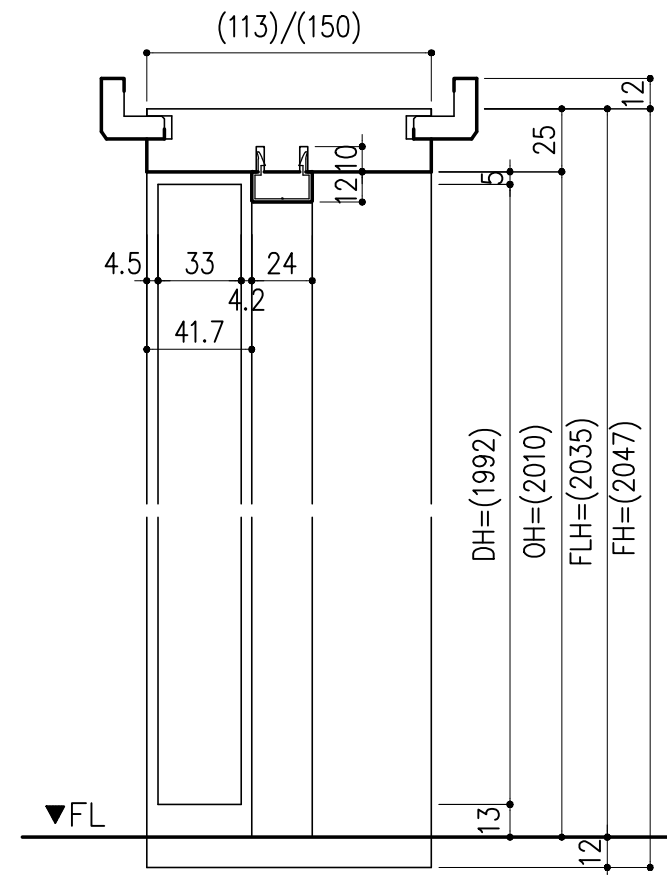 (113)/(150)
12
25
10
12
5
4.5
33
24
4.2
41.7
DH=(1992)
OH=(2010)
FLH=(2035)
FH=(2047)
▼FL
13
12